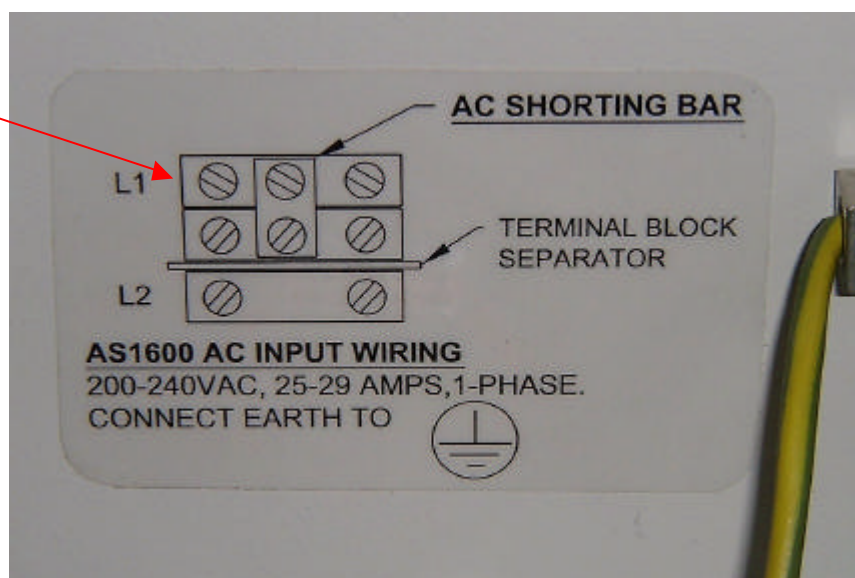 AC SHORTING BAR
L1
TERMINAL BLOCK
SEPARATOR
L2
AS1600 AC INPUT WIRING
200-240VAC, 25-29 AMPS,1-PHASE.
CONNECT EARTH TO